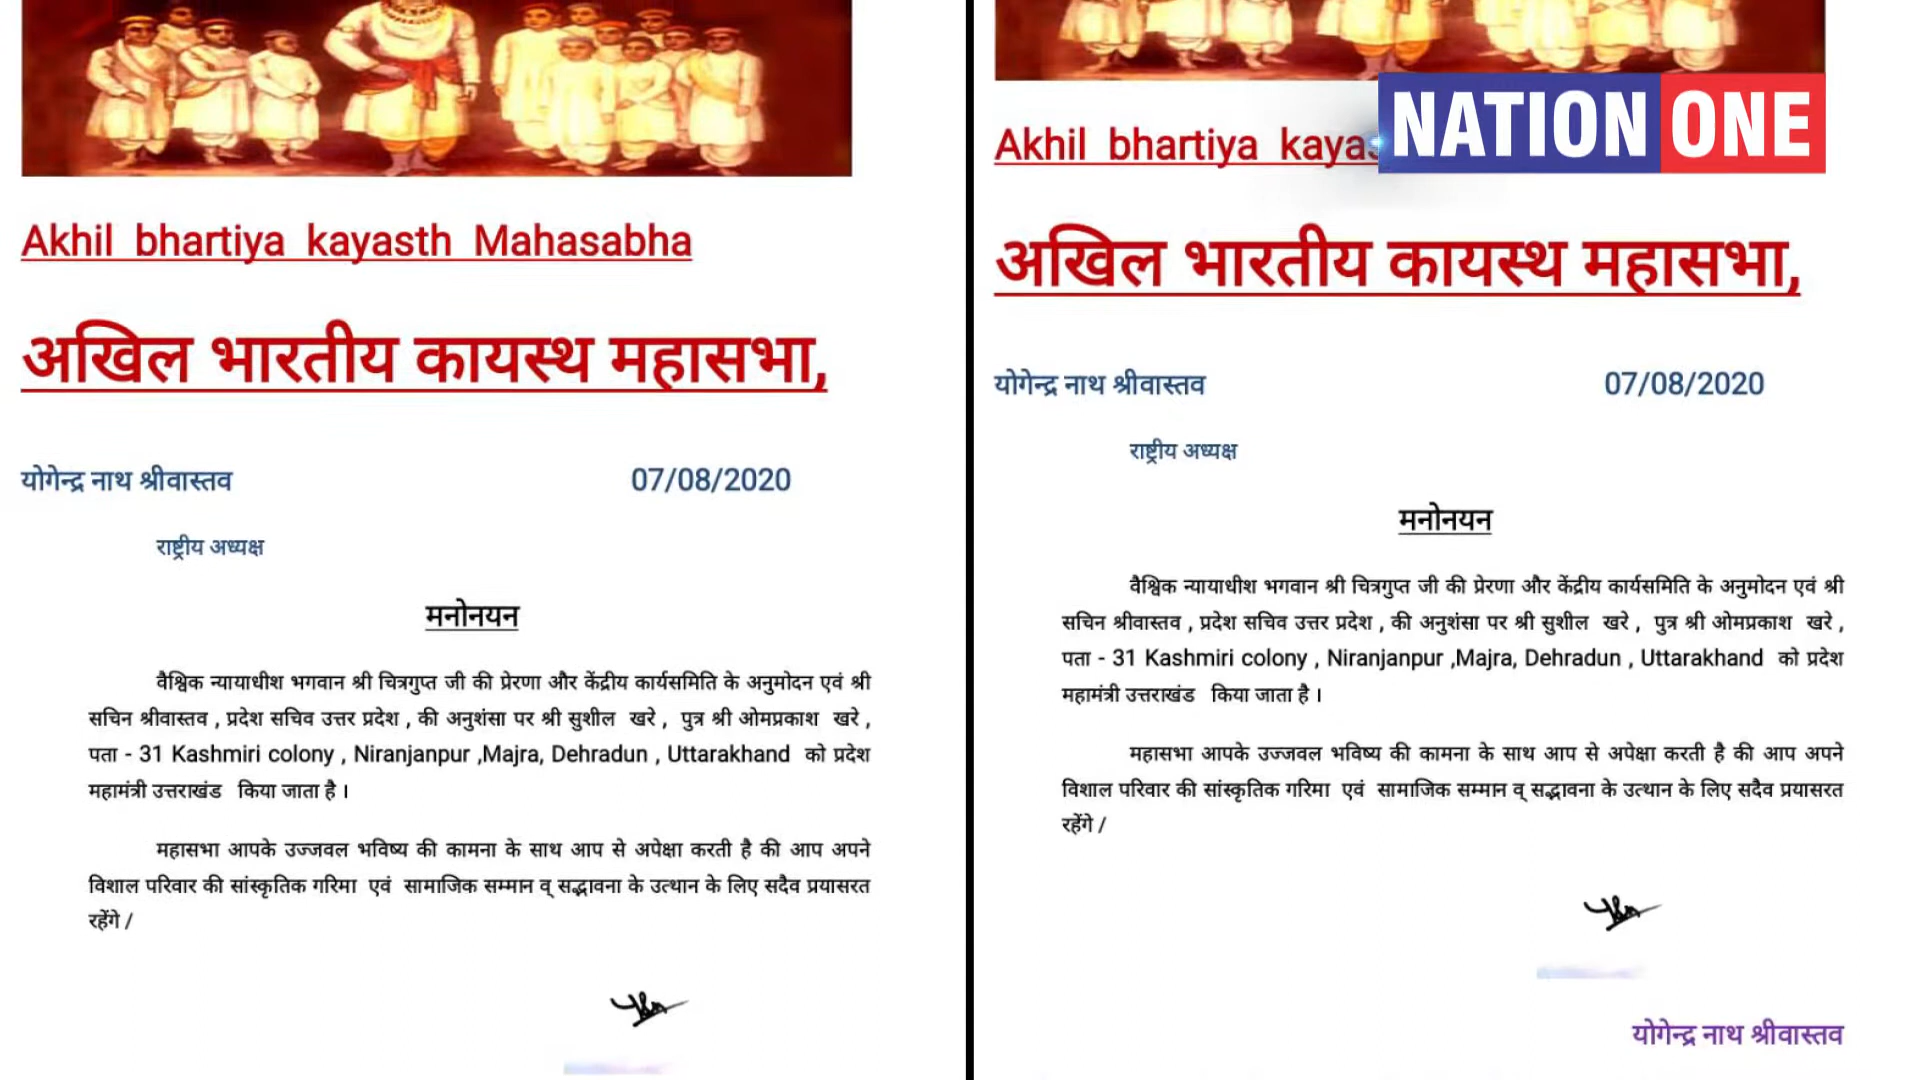 Akhil bhartiya kayasth Mahasabha
अखिल भारतीय कायस्थ महासभा,
योगेन्द्र नाथ श्रीवास्तव 07/08/2020
राष्ट्रीय अध्यक्ष
मनोनयन
वैश्विक न्यायाधीश भगवान श्री चित्रगुप्त जी की प्रेरणा और केंद्रीय कार्यसमिति के अनुमोदन एवं श्री
सचिन श्रीवास्तव , प्रदेश सचिव उत्तर प्रदेश , की अनुशंसा पर श्री सुशील खरे , पुत्र श्री ओमप्रकाश खरे ,
पता - 31 Kashmiri colony , Niranjanpur ,Majra, Dehradun , Uttarakhand को प्रदेश
महामंत्री उत्तराखंड किया जाता है ।
महासभा आपके उज्जवल भविष्य की कामना के साथ आप से अपेक्षा करती है की आप अपने
विशाल परिवार की सांस्कृतिक गरिमा एवं सामाजिक सम्मान व् सद्भावना के उत्थान के लिए सदैव प्रयासरत
रहेंगे /
NATION ONE
Akhil bhartiya
अखिल भारतीय कायस्थ महासभा,
योगेन्द्र नाथ श्रीवास्तव 07/08/2020
राष्ट्रीय अध्यक्ष
मनोनयन
वैश्विक न्यायाधीश भगवान श्री चित्रगुप्त जी की प्रेरणा और केंद्रीय कार्यसमिति के अनुमोदन एवं श्री
सचिन श्रीवास्तव , प्रदेश सचिव उत्तर प्रदेश , की अनुशंसा पर श्री सुशील खरे , पुत्र श्री ओमप्रकाश खरे ,
पता - 31 Kashmiri colony , Niranjanpur ,Majra, Dehradun , Uttarakhand को प्रदेश
महामंत्री उत्तराखंड किया जाता है ।
महासभा आपके उज्जवल भविष्य की कामना के साथ आप से अपेक्षा करती है की आप अपने
विशाल परिवार की सांस्कृतिक गरिमा एवं सामाजिक सम्मान व् सद्भावना के उत्थान के लिए सदैव प्रयासरत
रहेंगे /
योगेन्द्र नाथ श्रीवास्तव